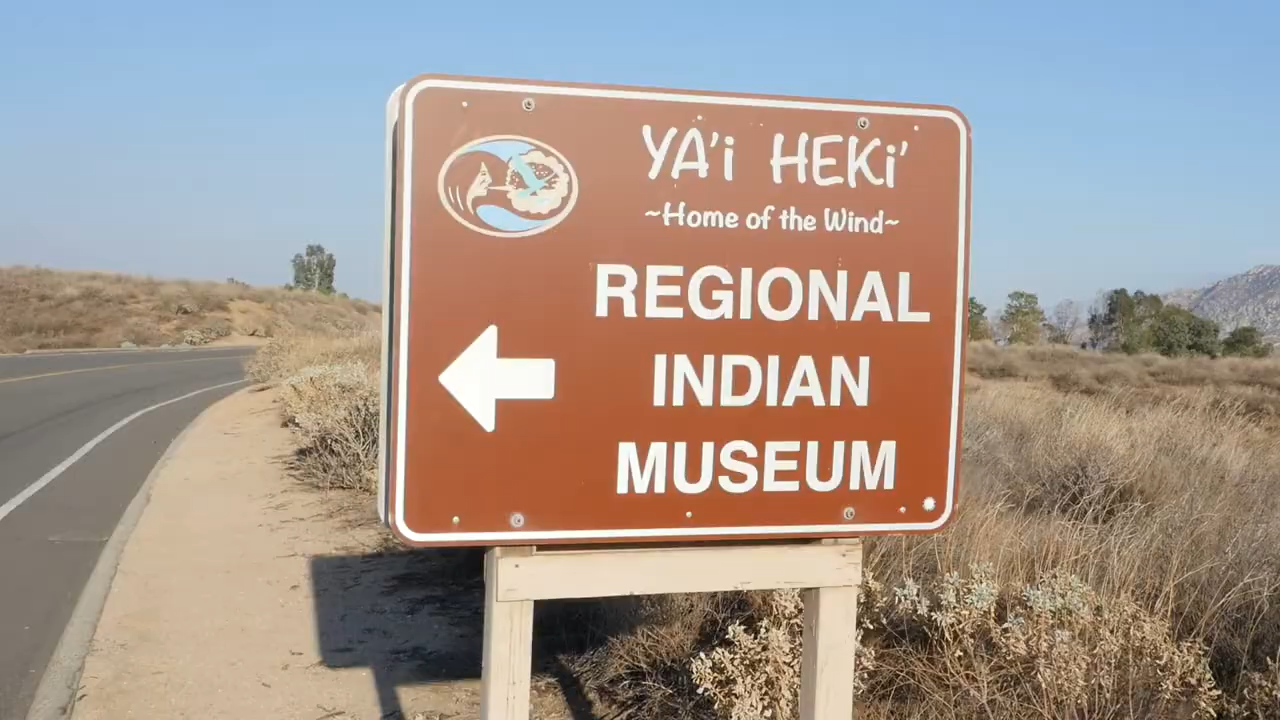 YA'i HEKi'
~Home of the Wind~
REGIONAL
INDIAN
MUSEUM